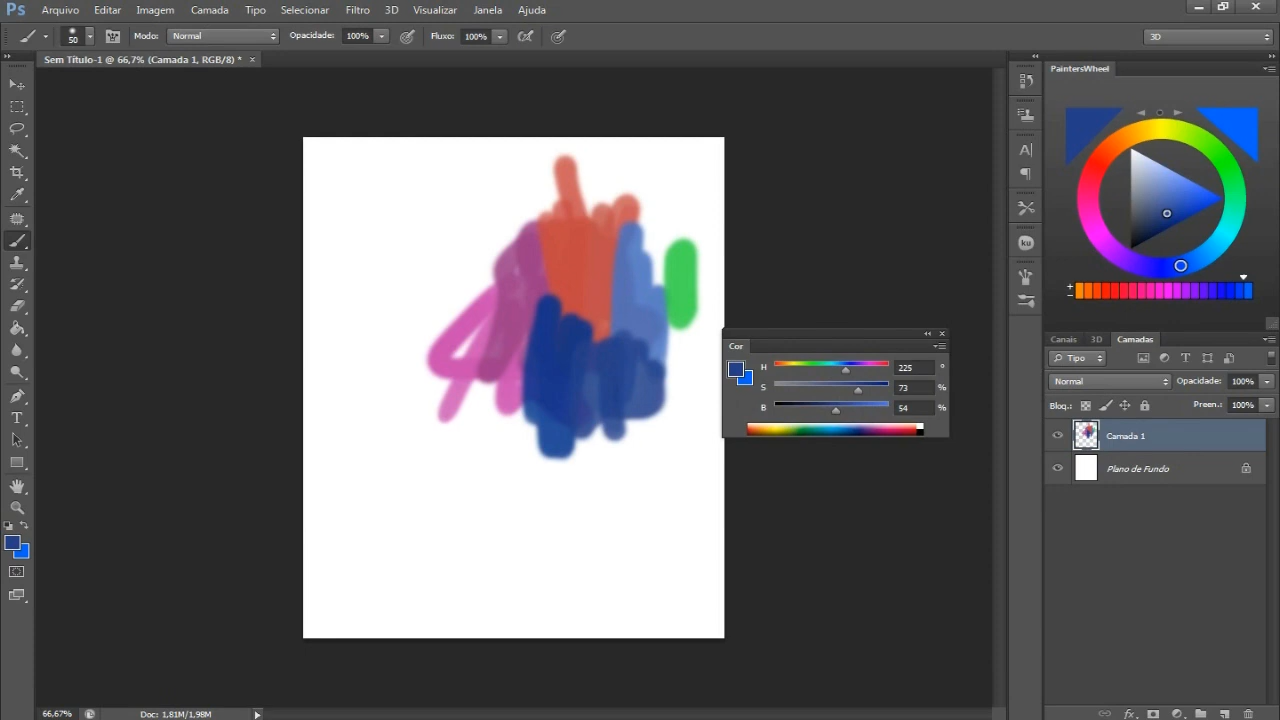 Ps Arquivo Editar Imagem Camada Tipo Selecionar Filtro 3D Visualizar Janela Ajuda
50 Modo: Normal Opacidade: 100% Fluxo: 100% 3D
Sem Título-1 @ 66,7% (Camada 1, RGB/8) * ×
PaintersWheel
Cor
H 225 °
S 73 %
B 54 %
Canais 3D Camadas
Tipo
Normal Opacidade: 100%
Bloq.: Preen.: 100%
Camada 1
Plano de Fundo
66,67% Doc: 1,81M/1,98M